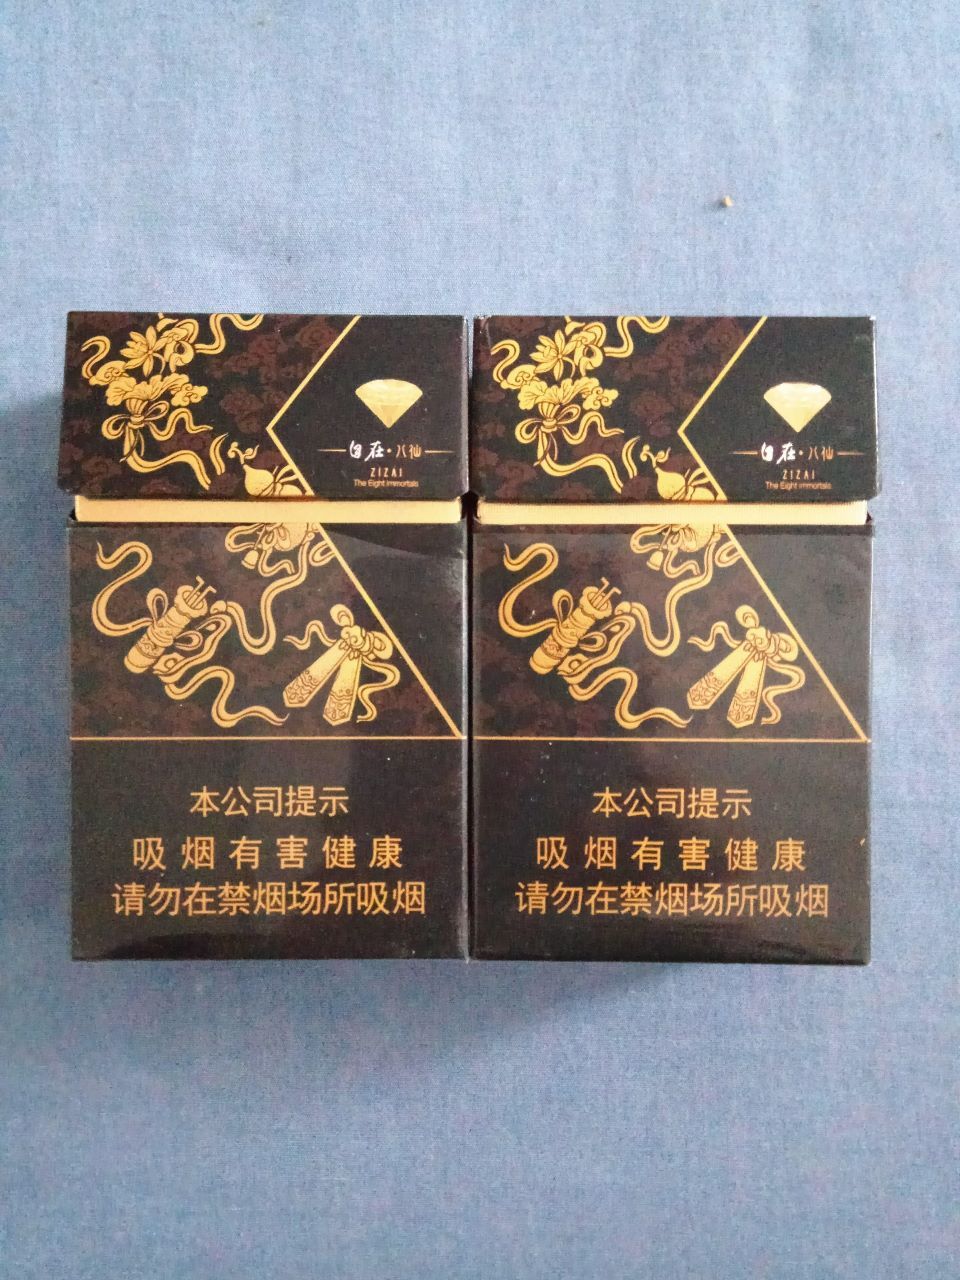 自在·八仙
ZIZAI
The Eight immortals
本公司提示
吸烟有害健康
请勿在禁烟场所吸烟
自在·八仙
ZIZAI
The Eight immortals
本公司提示
吸烟有害健康
请勿在禁烟场所吸烟